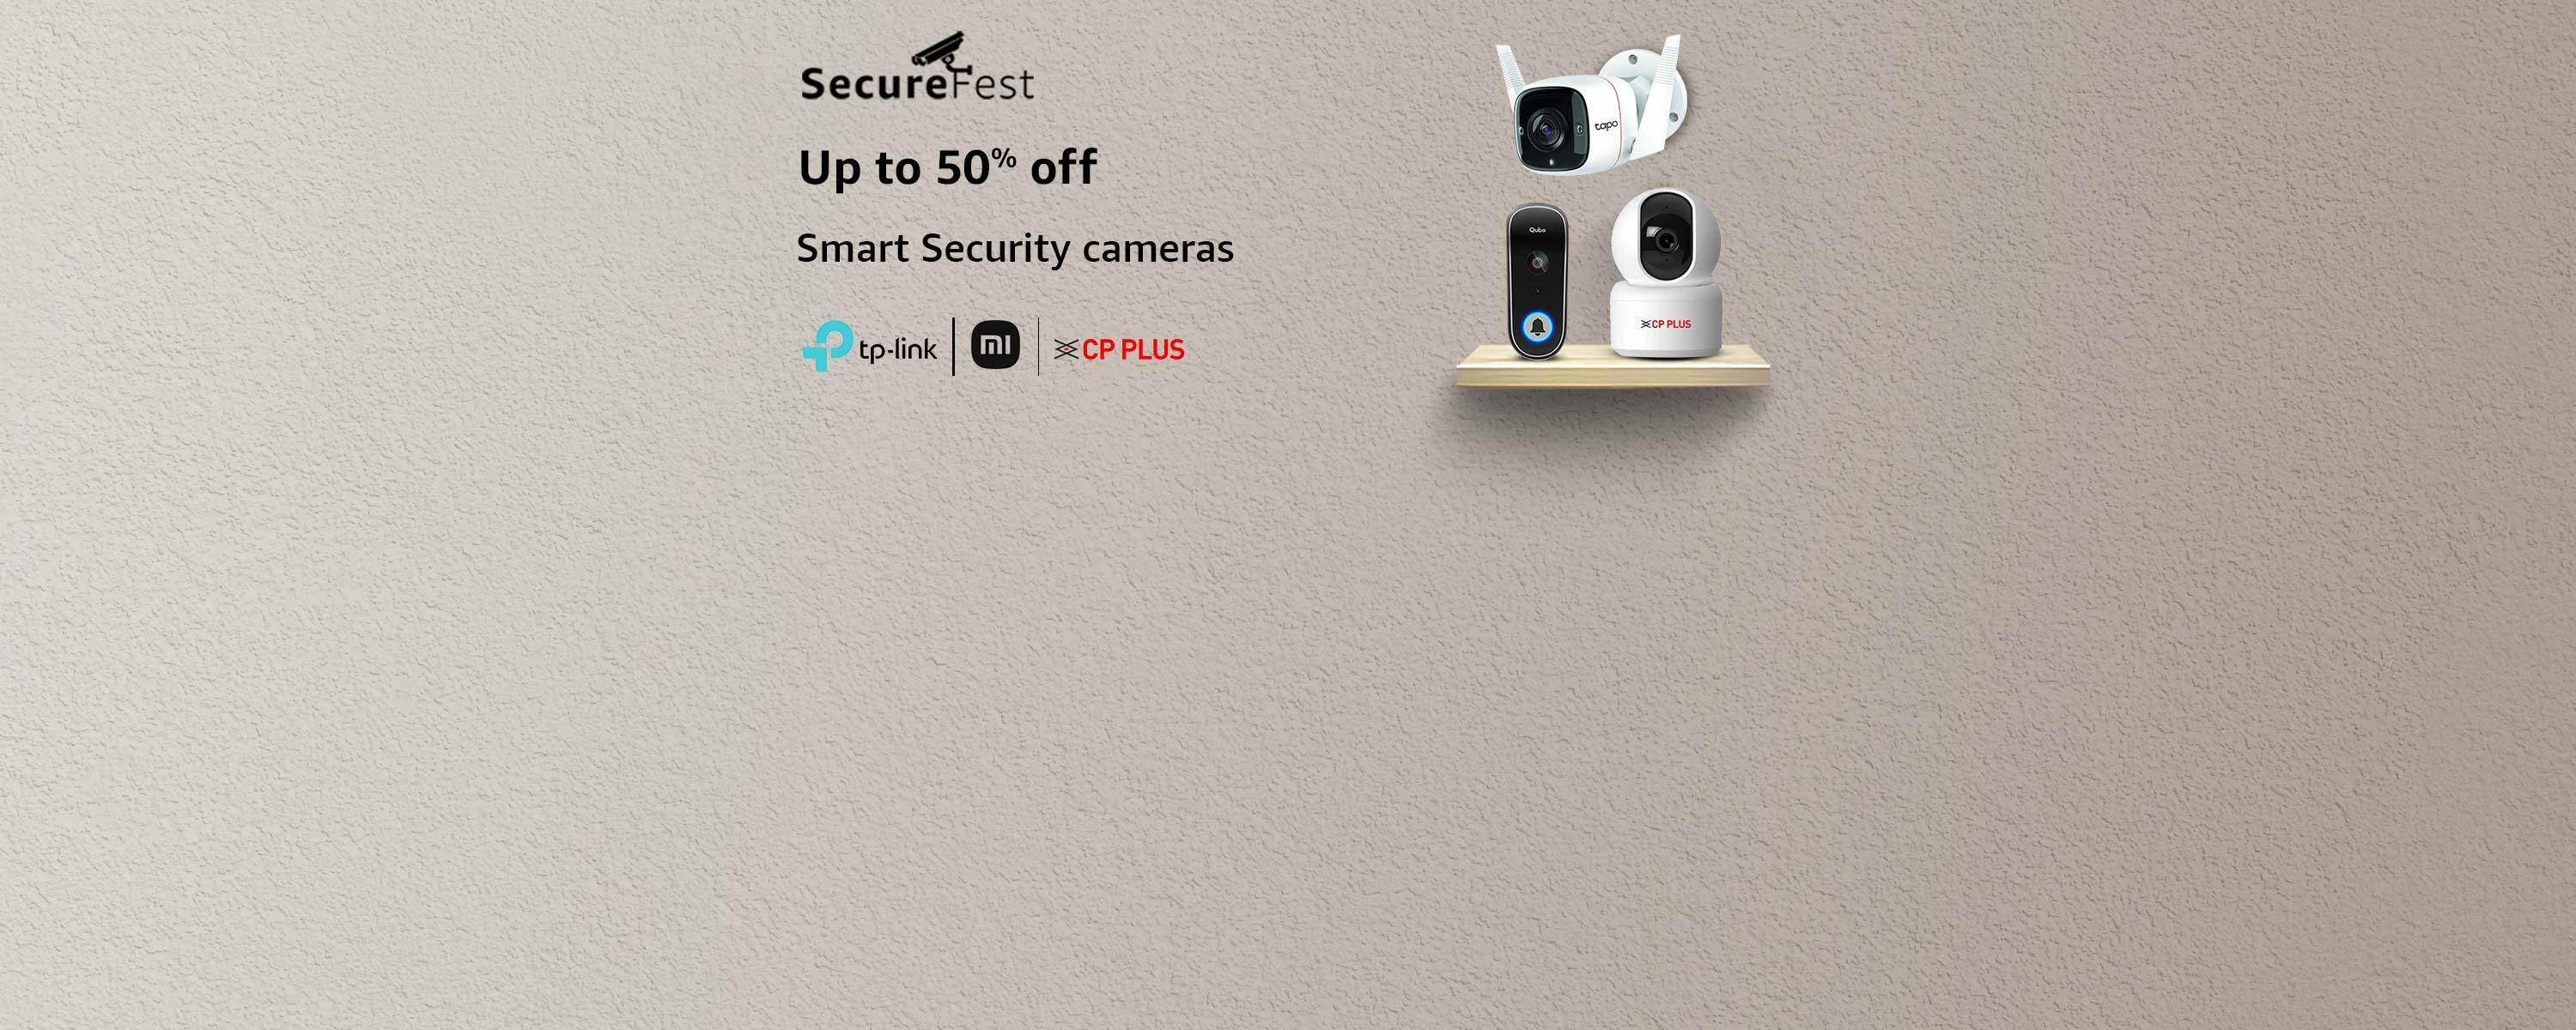 SecureFest
Up to 50% off
Smart Security cameras
tp-link
mi
CP PLUS
tapo
Qubo
CP PLUS